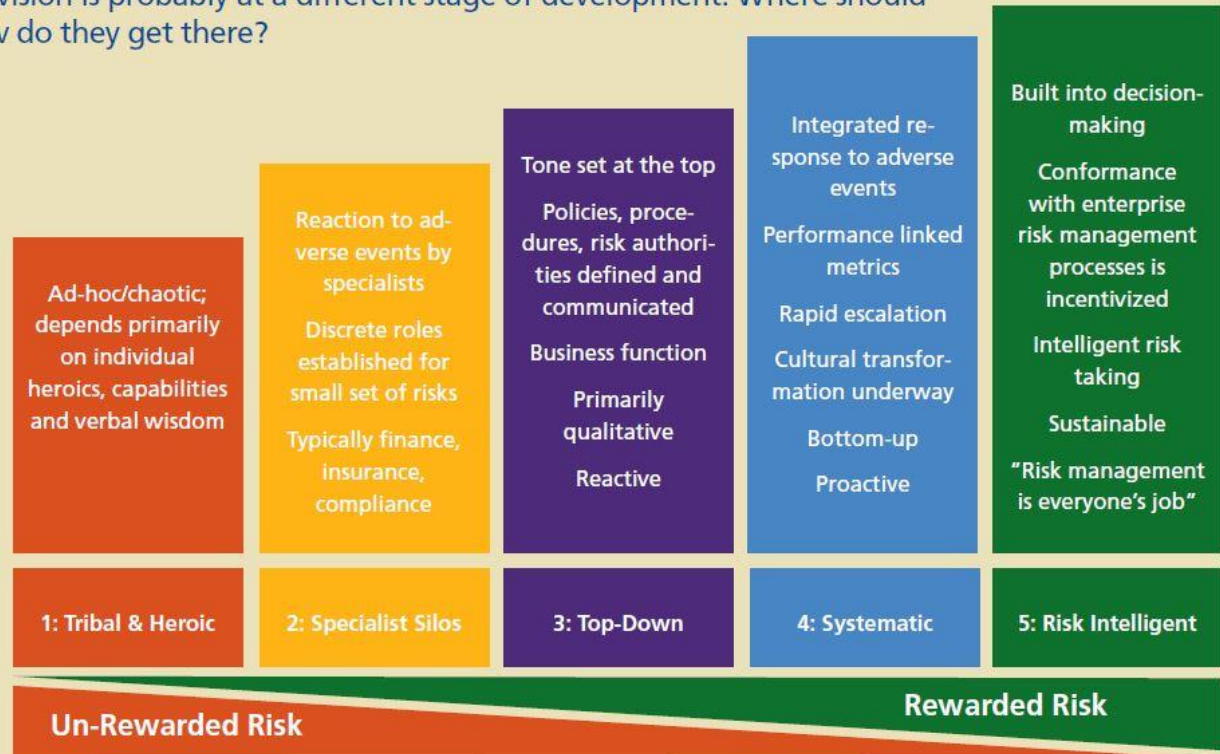 vision is probably at a different stage of development. Where should
do they get there?
Ad-hoc/chaotic;
depends primarily
on individual
heroics, capabilities
and verbal wisdom
Reaction to ad-
verse events by
specialists
Discrete roles
established for
small set of risks
Typically finance,
insurance,
compliance
Tone set at the top
Policies, proce-
dures, risk authori-
ties defined and
communicated
Business function
Primarily
qualitative
Reactive
Integrated re-
sponse to adverse
events
Performance linked
metrics
Rapid escalation
Cultural transfor-
mation underway
Bottom-up
Proactive
Built into decision-
making
Conformance
with enterprise
risk management
processes is
incentivized
Intelligent risk
taking
Sustainable
"Risk management
is everyone's job"
1: Tribal & Heroic
2: Specialist Silos
3: Top-Down
4: Systematic
5: Risk Intelligent
Un-Rewarded Risk
Rewarded Risk